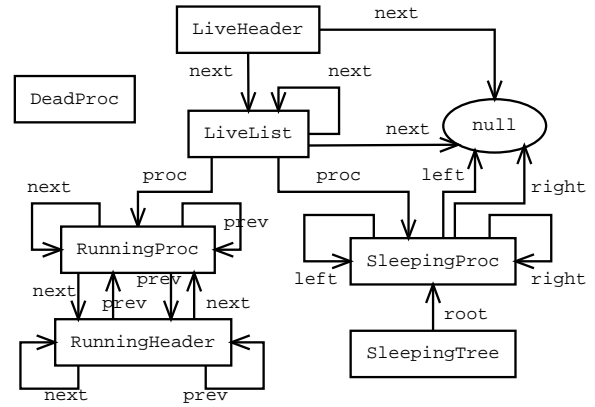 next
LiveHeader
next
next
DeadProc
LiveList
next
null
proc
proc
left
right
next
prev
RunningProc
SleepingProc
left
right
next
prev
prev
next
root
RunningHeader
SleepingTree
next
prev